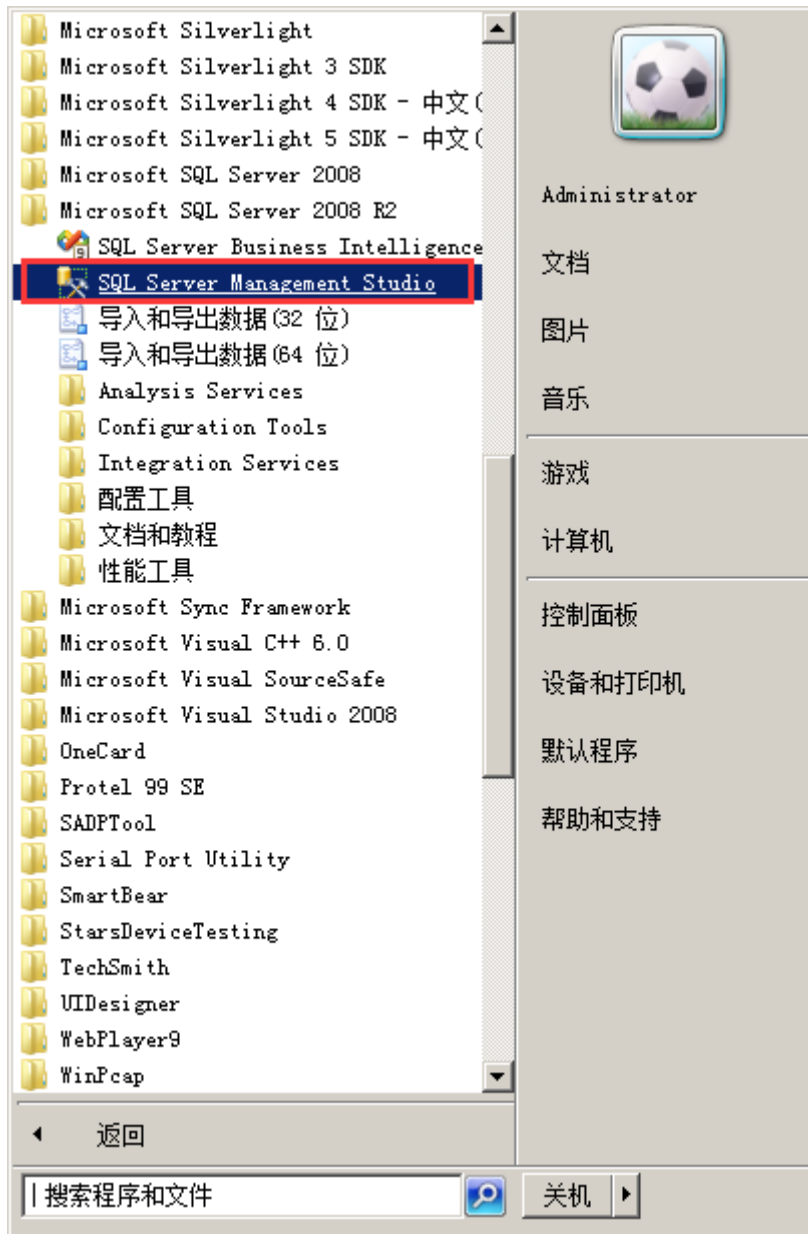 Microsoft Silverlight
Microsoft Silverlight 3 SDK
Microsoft Silverlight 4 SDK - 中文(
Microsoft Silverlight 5 SDK - 中文(
Microsoft SQL Server 2008
Microsoft SQL Server 2008 R2
SQL Server Business Intelligence
SQL Server Management Studio
导入和导出数据(32 位)
导入和导出数据(64 位)
Analysis Services
Configuration Tools
Integration Services
配置工具
文档和教程
性能工具
Microsoft Sync Framework
Microsoft Visual C++ 6.0
Microsoft Visual SourceSafe
Microsoft Visual Studio 2008
OneCard
Protel 99 SE
SADPTool
Serial Port Utility
SmartBear
StarsDeviceTesting
TechSmith
UIDesigner
WebPlayer9
WinPcap
返回
搜索程序和文件
Administrator
文档
图片
音乐
游戏
计算机
控制面板
设备和打印机
默认程序
帮助和支持
关机